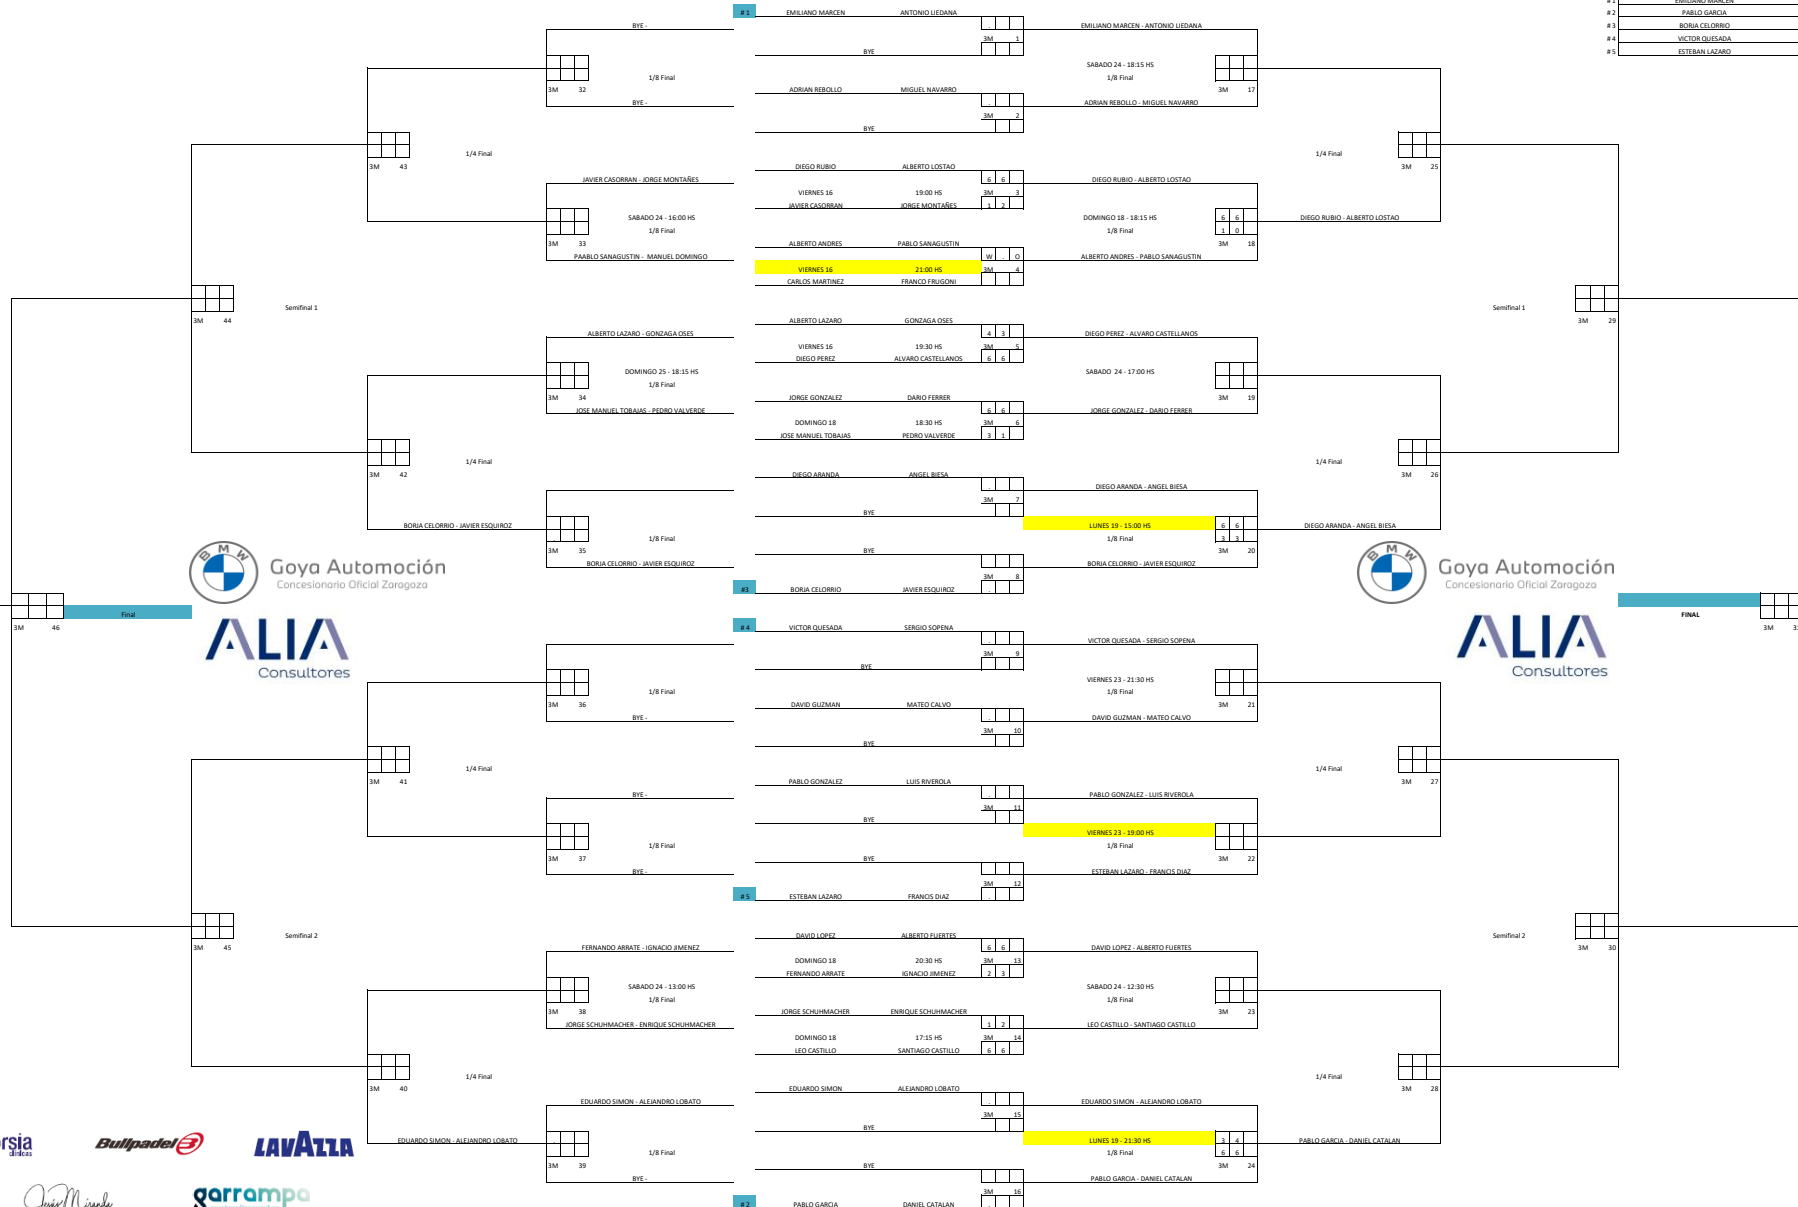 # 1 EMILIANO MARCEN ANTONIO LIEDANA
BYE -
EMILIANO MARCEN - ANTONIO LIEDANA
3M 1
BYE
# 1 EMILIANO MARCEN
# 2 PABLO GARCIA
# 3 BORJA CELORRIO
# 4 VICTOR QUESADA
# 5 ESTEBAN LAZARO
SABADO 24 - 18:15 HS
1/8 Final
1/8 Final
3M 32
ADRIAN REBOLLO MIGUEL NAVARRO
3M 17
BYE -
ADRIAN REBOLLO - MIGUEL NAVARRO
3M 2
BYE
1/4 Final
1/4 Final
3M 43
3M 25
DIEGO RUBIO ALBERTO LOSTAO
JAVIER CASORRAN - JORGE MONTAÑES
6 6
DIEGO RUBIO - ALBERTO LOSTAO
VIERNES 16 19:00 HS
3M 3
JAVIER CASORRAN JORGE MONTAÑES
1 2
SABADO 24 - 16:00 HS
DOMINGO 18 - 18:15 HS
6 6
DIEGO RUBIO - ALBERTO LOSTAO
1/8 Final
1/8 Final
1 0
3M 33
ALBERTO ANDRES PABLO SANAGUSTIN
3M 18
PAABLO SANAGUSTIN - MANUEL DOMINGO
W . O
ALBERTO ANDRES - PABLO SANAGUSTIN
VIERNES 16 21:00 HS
3M 4
CARLOS MARTINEZ FRANCO FRUGONI
Semifinal 1
Semifinal 1
3M 44
3M 29
ALBERTO LAZARO GONZAGA OSES
ALBERTO LAZARO - GONZAGA OSES
4 3
DIEGO PEREZ - ALVARO CASTELLANOS
VIERNES 16 19:30 HS
3M 5
DIEGO PEREZ ALVARO CASTELLANOS
6 6
DOMINGO 25 - 18:15 HS
SABADO 24 - 17:00 HS
1/8 Final
3M 34
JORGE GONZALEZ DARIO FERRER
3M 19
JOSE MANUEL TOBAJAS - PEDRO VALVERDE
6 6
JORGE GONZALEZ - DARIO FERRER
DOMINGO 18 18:30 HS
3M 6
JOSE MANUEL TOBAJAS PEDRO VALVERDE
3 1
1/4 Final
1/4 Final
3M 42
3M 26
DIEGO ARANDA ANGEL BIESA
DIEGO ARANDA - ANGEL BIESA
3M 7
BYE
BORJA CELORRIO - JAVIER ESQUIROZ
LUNES 19 - 15:00 HS
6 6
DIEGO ARANDA - ANGEL BIESA
1/8 Final
1/8 Final
3 3
3M 35
BYE
3M 20
BORJA CELORRIO - JAVIER ESQUIROZ
BORJA CELORRIO - JAVIER ESQUIROZ
3M 8
#3 BORJA CELORRIO JAVIER ESQUIROZ
BMW
Goya Automoción
Concesionario Oficial Zaragoza
BMW
Goya Automoción
Concesionario Oficial Zaragoza
Final
FINAL
3M 46
3M
ALIA
Consultores
ALIA
Consultores
# 4 VICTOR QUESADA SERGIO SOPENA
VICTOR QUESADA - SERGIO SOPENA
3M 9
BYE
VIERNES 23 - 21:30 HS
1/8 Final
1/8 Final
3M 36
DAVID GUZMAN MATEO CALVO
3M 21
BYE -
DAVID GUZMAN - MATEO CALVO
3M 10
BYE
1/4 Final
1/4 Final
3M 41
3M 27
PABLO GONZALEZ LUIS RIVEROLA
BYE -
PABLO GONZALEZ - LUIS RIVEROLA
3M 11
BYE
VIERNES 23 - 19:00 HS
1/8 Final
1/8 Final
3M 37
BYE
3M 22
BYE -
ESTEBAN LAZARO - FRANCIS DIAZ
3M 12
# 5 ESTEBAN LAZARO FRANCIS DIAZ
Semifinal 2
Semifinal 2
3M 45
3M 30
DAVID LOPEZ ALBERTO FUERTES
FERNANDO ARRATE - IGNACIO JIMENEZ
6 6
DAVID LOPEZ - ALBERTO FUERTES
DOMINGO 18 20:30 HS
3M 13
FERNANDO ARRATE IGNACIO JIMENEZ
2 3
SABADO 24 - 13:00 HS
SABADO 24 - 12:30 HS
1/8 Final
1/8 Final
3M 38
JORGE SCHUHMACHER ENRIQUE SCHUHMACHER
3M 23
JORGE SCHUHMACHER - ENRIQUE SCHUHMACHER
1 2
LEO CASTILLO - SANTIAGO CASTILLO
DOMINGO 18 17:15 HS
3M 14
LEO CASTILLO SANTIAGO CASTILLO
6 6
1/4 Final
1/4 Final
3M 40
3M 28
EDUARDO SIMON ALEJANDRO LOBATO
EDUARDO SIMON - ALEJANDRO LOBATO
EDUARDO SIMON - ALEJANDRO LOBATO
3M 15
BYE
EDUARDO SIMON - ALEJANDRO LOBATO
LUNES 19 - 21:30 HS
3 4
PABLO GARCIA - DANIEL CATALAN
1/8 Final
1/8 Final
6 6
3M 39
BYE
3M 24
BYE -
PABLO GARCIA - DANIEL CATALAN
3M 16
# 2 PABLO GARCIA DANIEL CATALAN
rsia
clínicas
Bullpadel
LAVAZZA
Jesús Miranda
garrampa